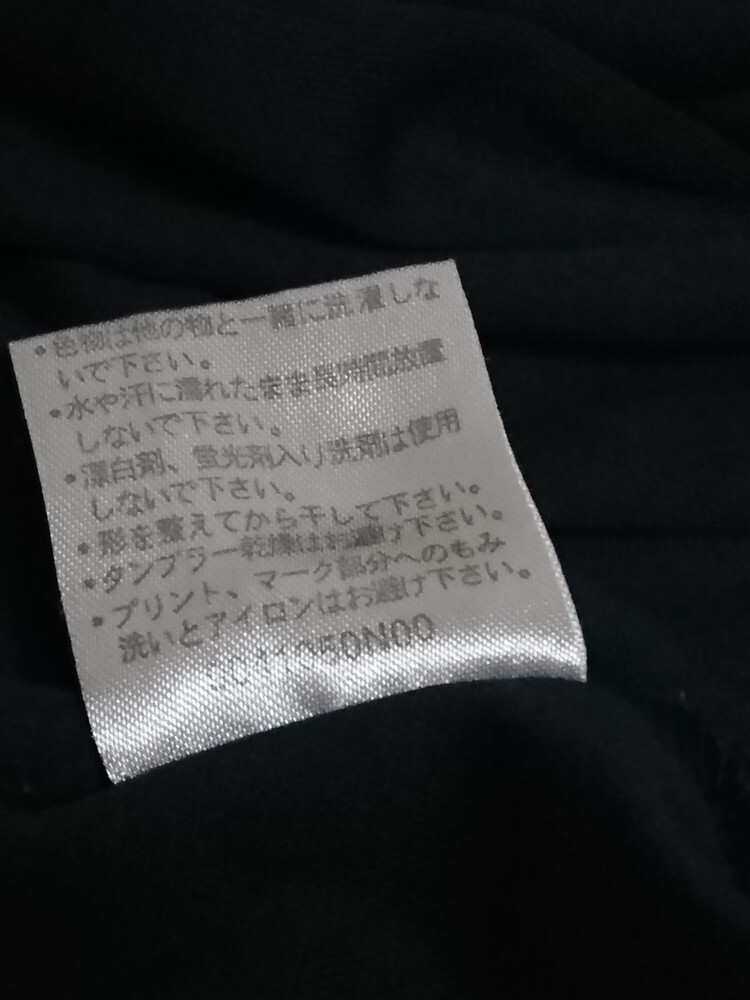 ・色物は他の物と一緒に洗濯しな
いで下さい。
・水や汗に濡れたまま長時間放置
しないで下さい。
・漂白剤、蛍光剤入り洗剤は使用
しないで下さい。
・形を整えてから干して下さい。
・タンブラー乾燥はお避け下さい。
・プリント、マーク部分へのもみ
洗いとアイロンはお避け下さい。